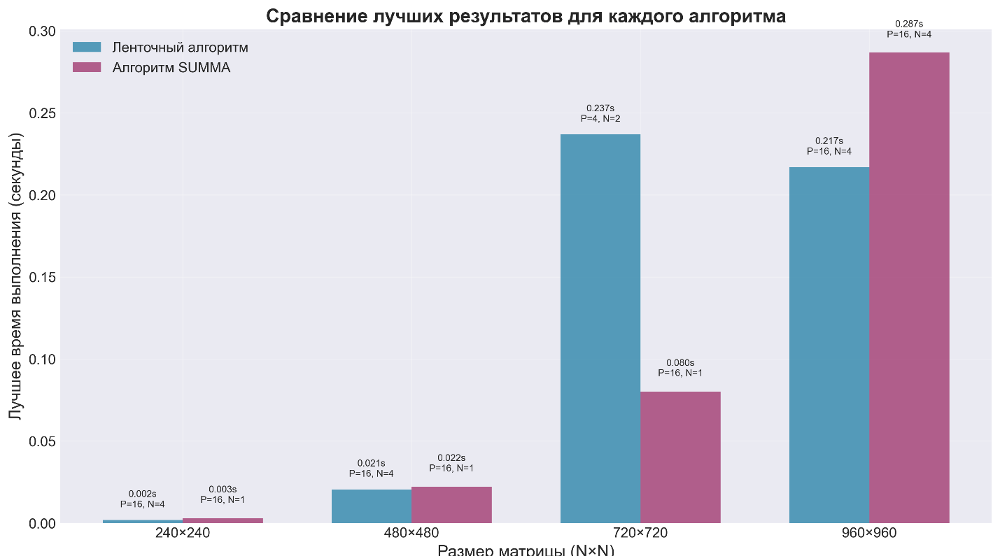 Сравнение лучших результатов для каждого алгоритма
Ленточный алгоритм
Алгоритм SUMMA
Лучшее время выполнения (секунды)
0.30
0.25
0.20
0.15
0.10
0.05
0.00
0.002s
P=16, N=4
0.003s
P=16, N=1
0.021s
P=16, N=4
0.022s
P=16, N=1
0.237s
P=4, N=2
0.080s
P=16, N=1
0.217s
P=16, N=4
0.287s
P=16, N=4
240×240
480×480
720×720
960×960
Размер матрицы (N×N)